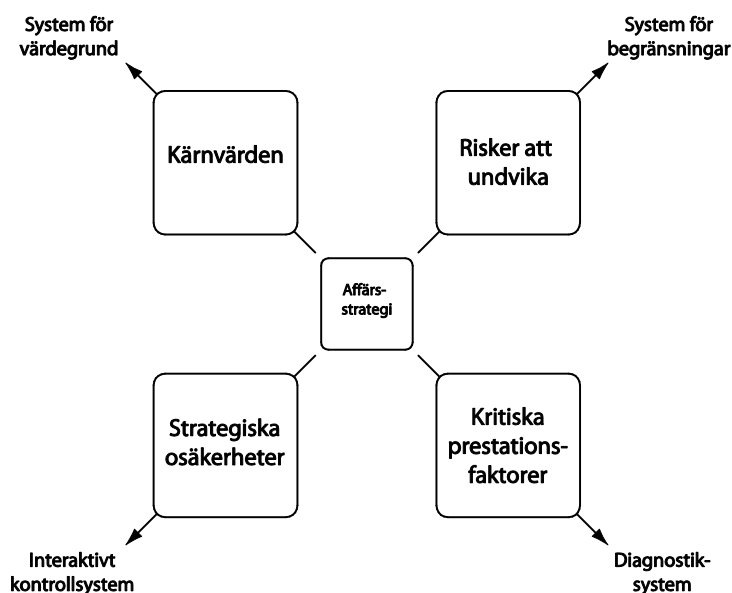 System för
värdegrund
System för
begränsningar
Kärnvärden
Risker att
undvika
Affärs-
strategi
Strategiska
osäkerheter
Kritiska
prestations-
faktorer
Interaktivt
kontrollsystem
Diagnostik-
system